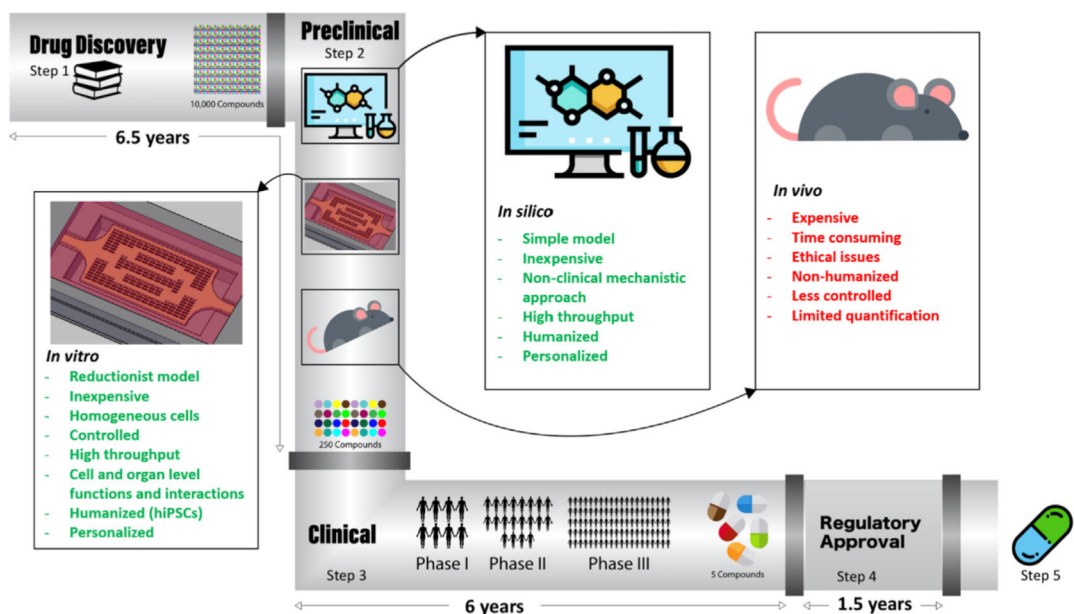 Drug Discovery
Step 1
10,000 Compounds
6.5 years
Preclinical
Step 2
In vitro
- Reductionist model
- Inexpensive
- Homogeneous cells
- Controlled
- High throughput
- Cell and organ level
functions and interactions
- Humanized (hiPSCs)
- Personalized
In silico
- Simple model
- Inexpensive
- Non-clinical mechanistic
approach
- High throughput
- Humanized
- Personalized
In vivo
- Expensive
- Time consuming
- Ethical issues
- Non-humanized
- Less controlled
- Limited quantification
250 Compounds
Clinical
Step 3
Phase I
Phase II
Phase III
5 Compounds
6 years
Regulatory
Approval
Step 4
1.5 years
Step 5